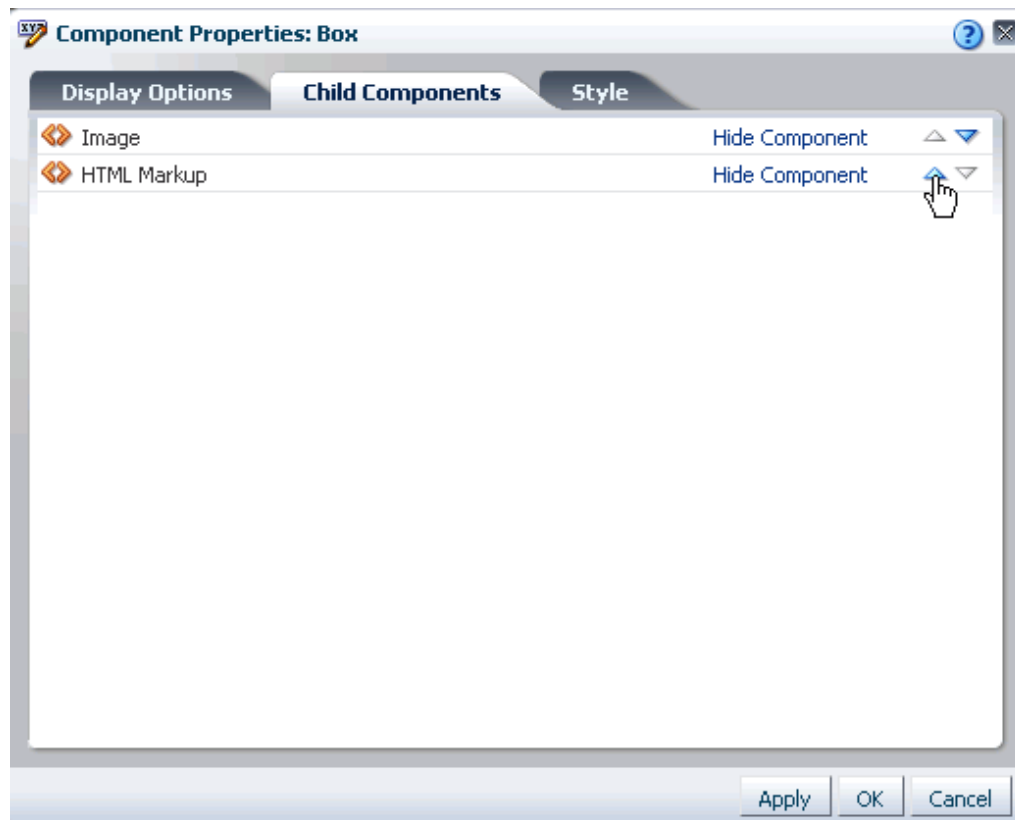 Component Properties: Box
Display Options Child Components Style
Image Hide Component
HTML Markup Hide Component
Apply OK Cancel